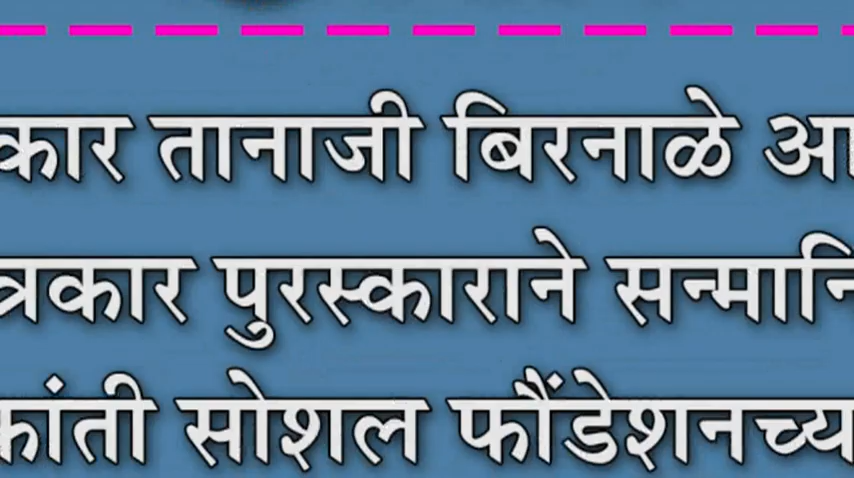 कार तानाजी बिरनाळे आ
त्रकार पुरस्काराने सन्मानि
क्रांती सोशल फौंडेशनच्य